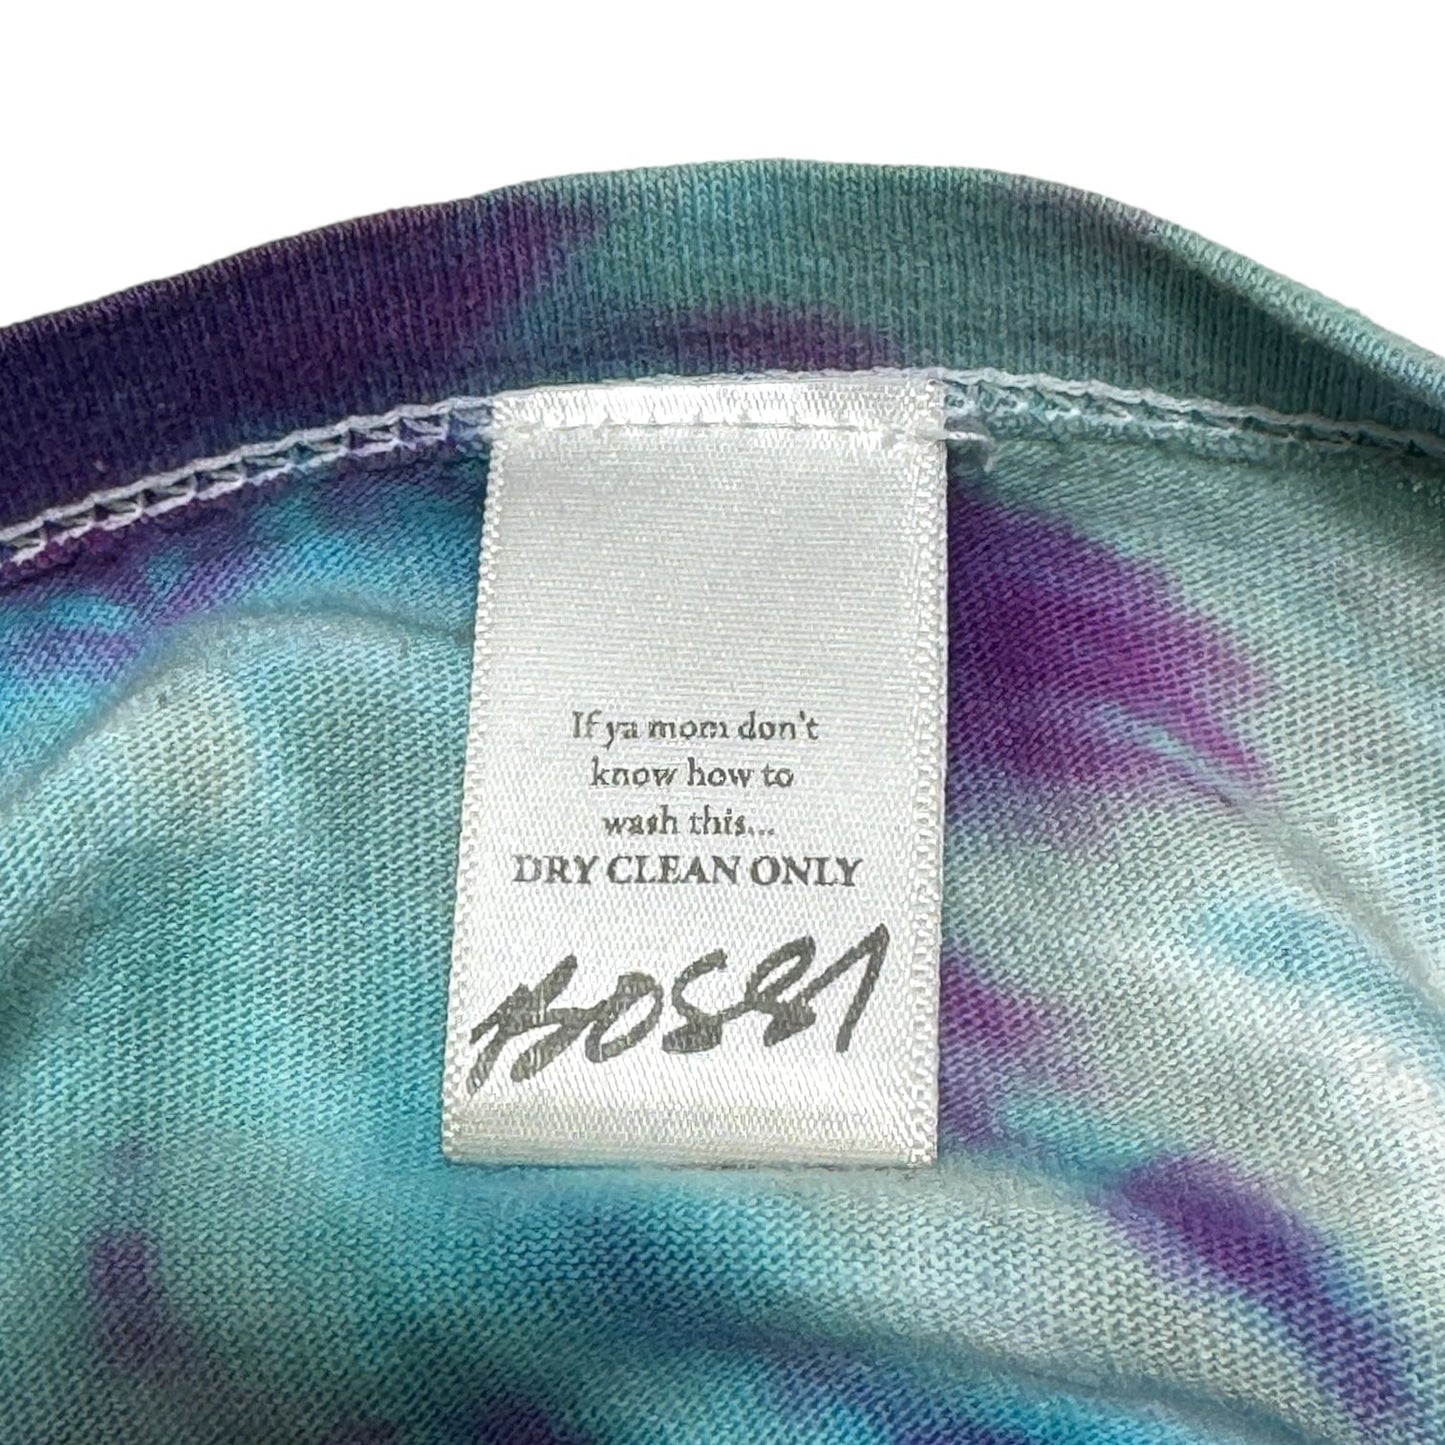 If ya mom don't
know how to
wash this...
DRY CLEAN ONLY